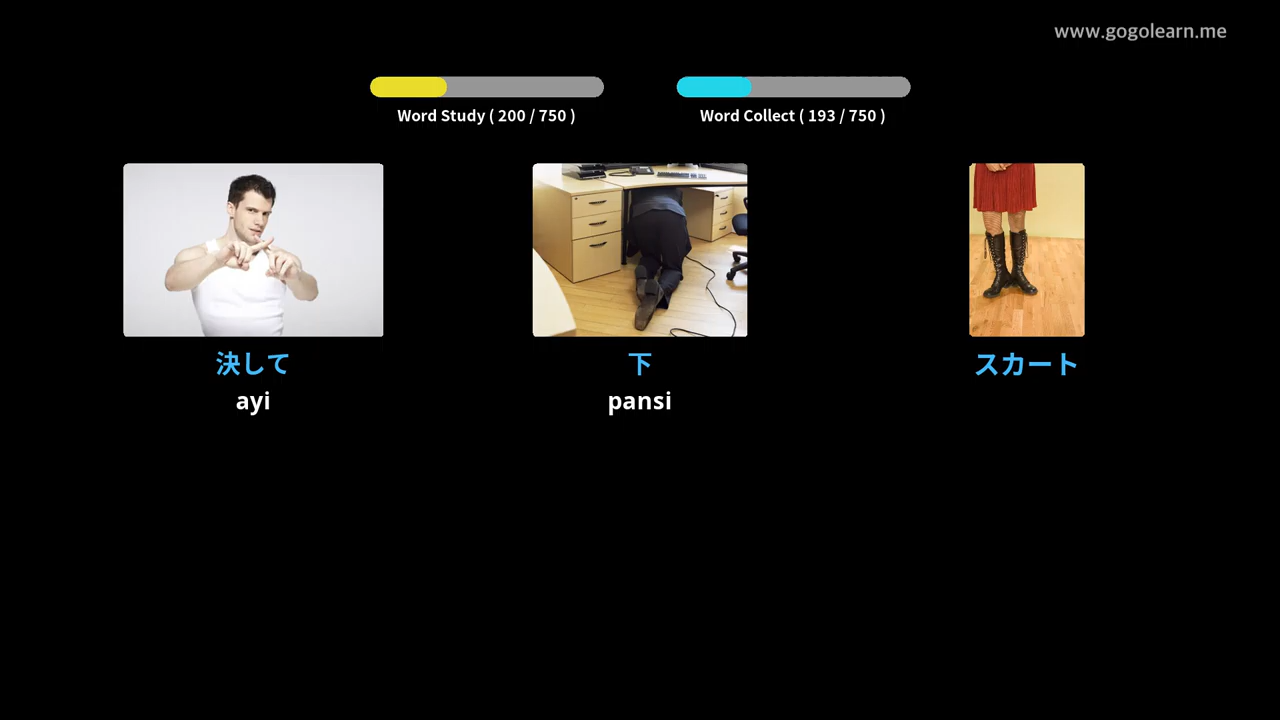 www.gogolearn.me
Word Study ( 200 / 750 )
Word Collect ( 193 / 750 )
決して
下
スカート
ayi
pansi